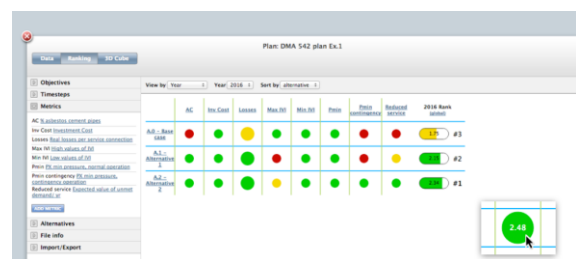 Plan: DMA 542 plan Ex.1
Data Ranking 3D Cube
Objectives
Timesteps
Metrics
AC % asbestos cement pipes
Inv Cost Investment Cost
Losses Real losses per service connection
Max IVI High values of IVI
Min IVI Low values of IVI
Pmin PX min pressure, normal operation
Pmin contingency PX min pressure,
contingency operation
Reduced service Expected value of unmet
demand
ADD METRIC
Alternatives
File info
Import/Export
View by Year Year 2016 Sort by alternative
AC Inv Cost Losses Max IVI Min IVI Pmin Pmin contingency Reduced service 2016 Rank (global)
A.0 - Base case #3
A.1 - Alternative 1 #2
A.2 - Alternative 2 #1
2.48